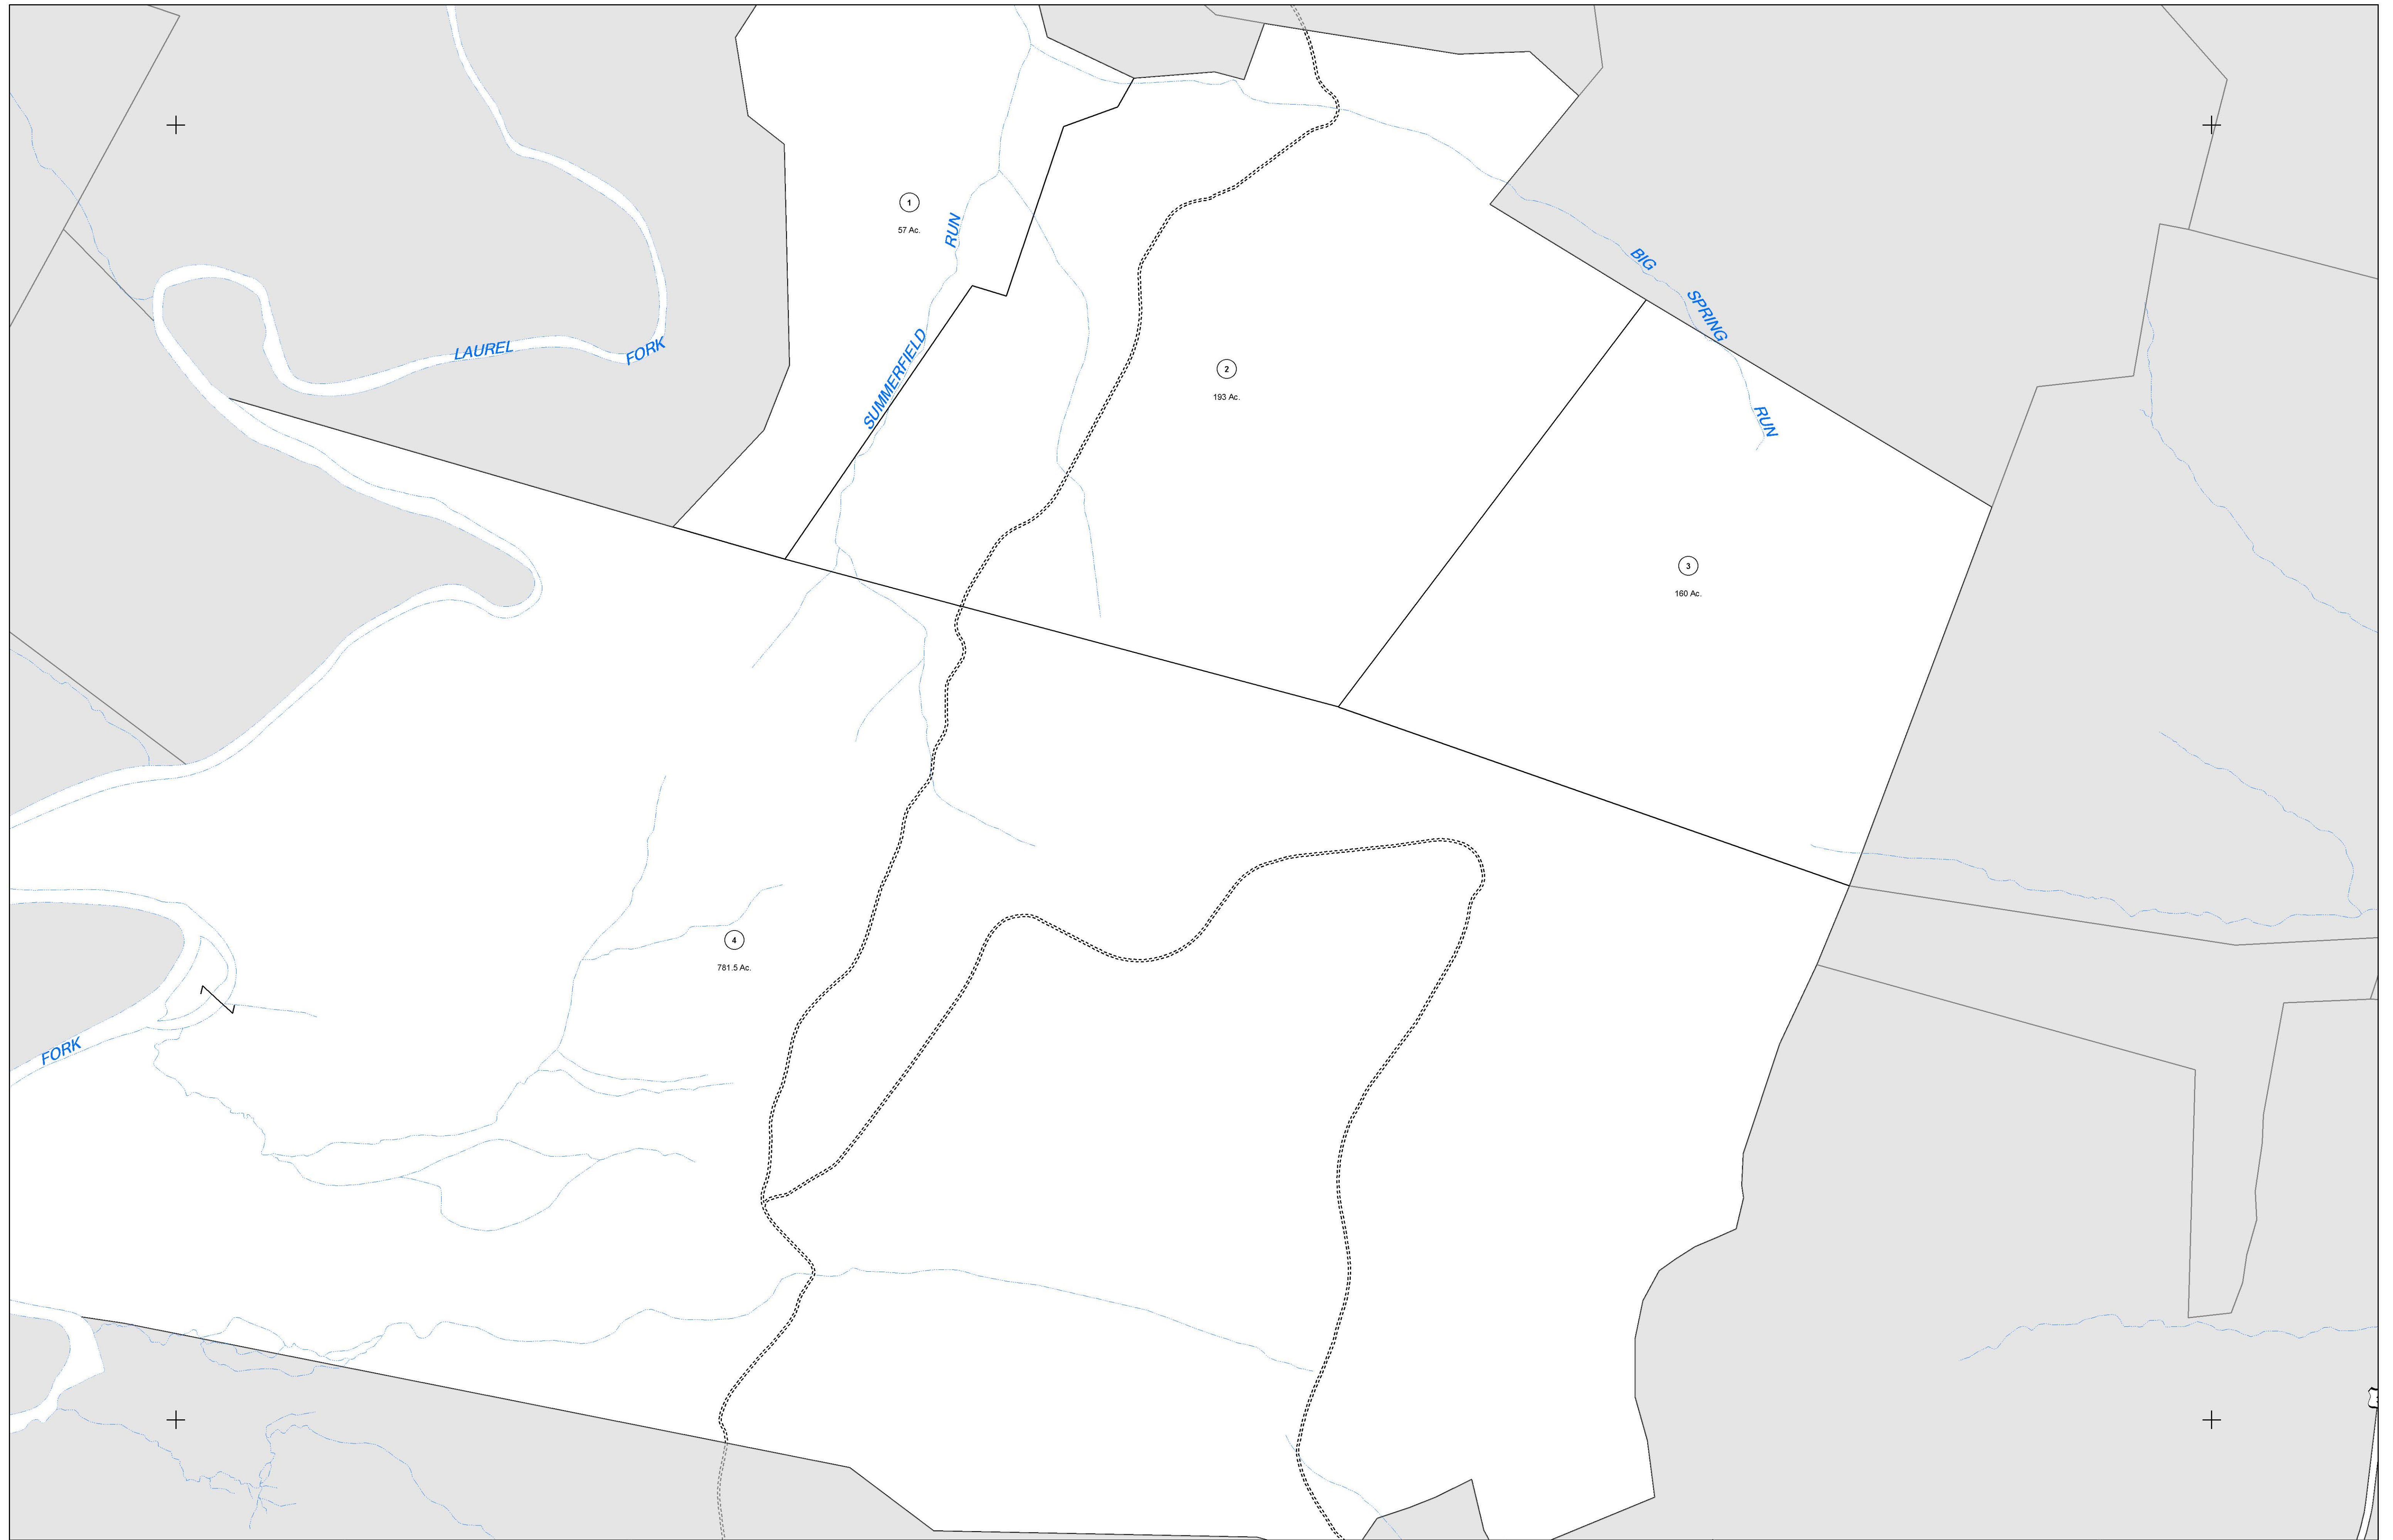 1
57 Ac.
SUMMERFIELD RUN
BIG SPRING RUN
LAUREL FORK
2
193 Ac.
3
160 Ac.
4
781.5 Ac.
FORK